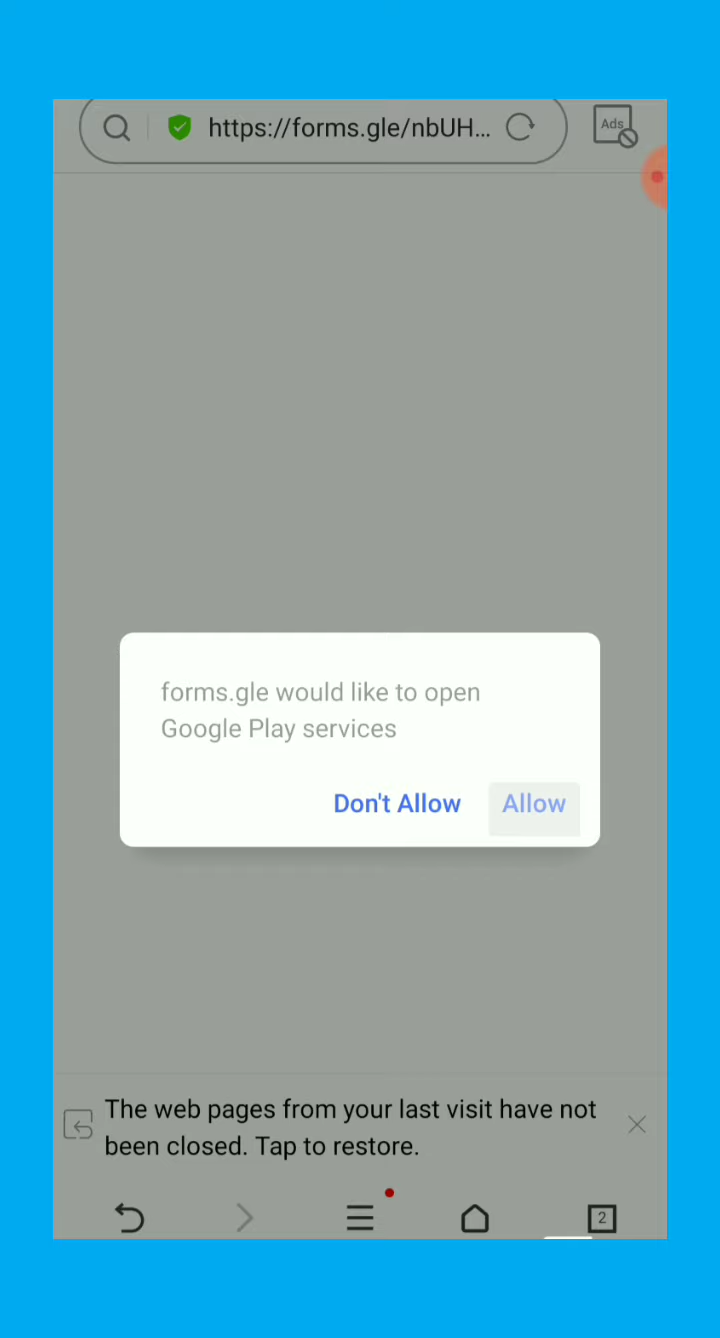 https://forms.gle/nbUH...
Ads
forms.gle would like to open
Google Play services
Don't Allow
Allow
The web pages from your last visit have not
been closed. Tap to restore.
2